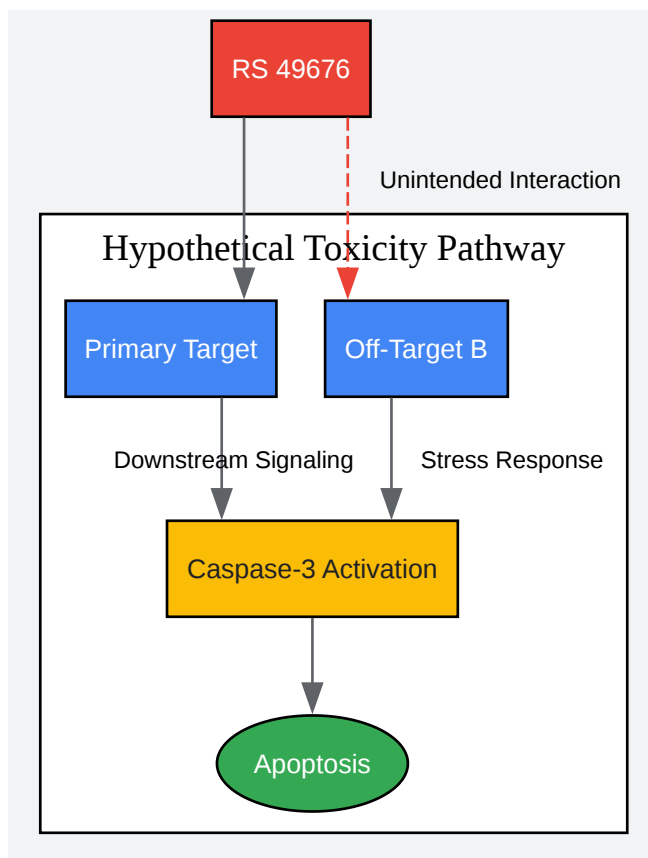 RS 49676
Unintended Interaction
Hypothetical Toxicity Pathway
Primary Target
Off-Target B
Downstream Signaling
Stress Response
Caspase-3 Activation
Apoptosis